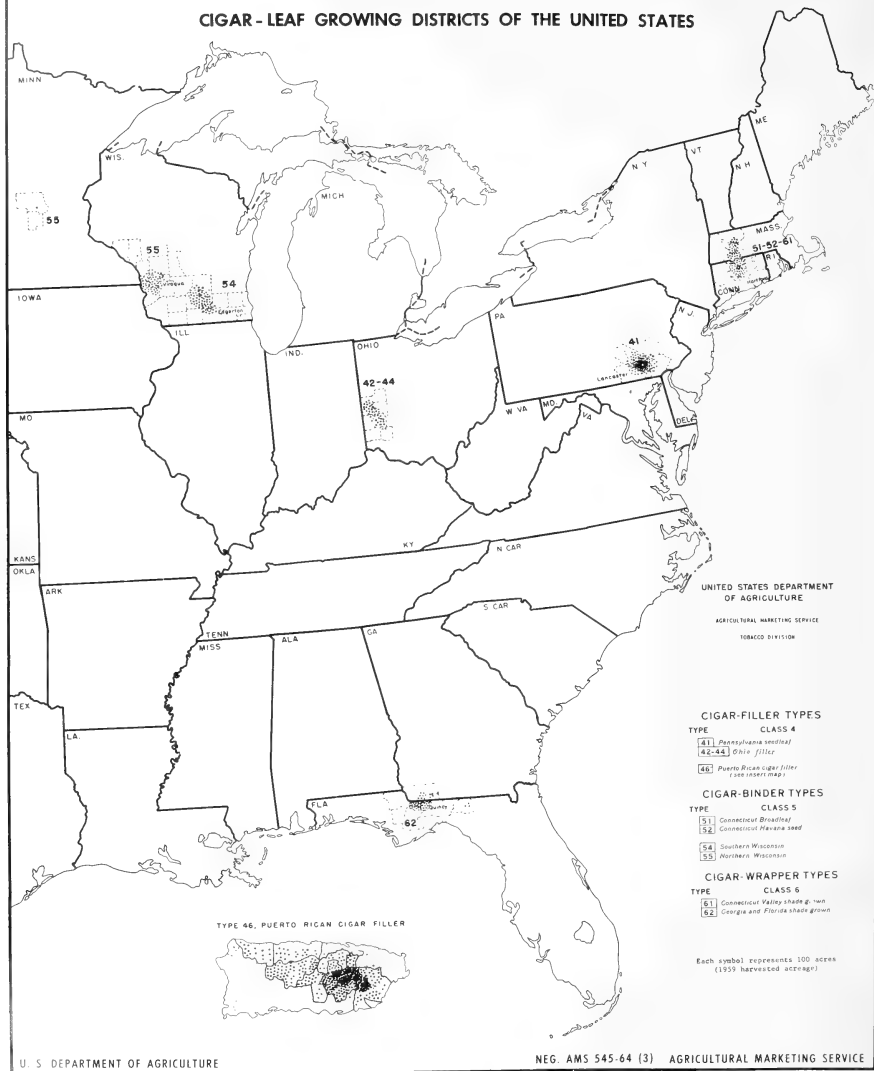 CIGAR-LEAF GROWING DISTRICTS OF THE UNITED STATES
MINN
WIS.
MICH
N Y
VT
N H
ME
MASS.
51-52-61
R I
CONN.
55
55
Viroqua
54
Edgerton
IOWA
ILL
IND.
OHIO
42-44
PA
41
Lancaster
N J.
MO
W VA
MD.
VA
DEL
KANS
OKLA
KY
N CAR
ARK
TENN
S CAR
MISS
ALA
GA
TEX
LA.
FLA
Quincy
62
UNITED STATES DEPARTMENT
OF AGRICULTURE
AGRICULTURAL MARKETING SERVICE
TOBACCO DIVISION
CIGAR-FILLER TYPES
TYPE CLASS 4
41 Pennsylvania seedleaf
42-44 Ohio filler
46 Puerto Rican cigar filler
(see insert map)
CIGAR-BINDER TYPES
TYPE CLASS 5
51 Connecticut Broadleaf
52 Connecticut Havana seed
54 Southern Wisconsin
55 Northern Wisconsin
CIGAR-WRAPPER TYPES
TYPE CLASS 6
61 Connecticut Valley shade
62 Georgia and Florida shade grown
Each symbol represents 100 acres
(1959 harvested acreage)
TYPE 46, PUERTO RICAN CIGAR FILLER
U. S DEPARTMENT OF AGRICULTURE
NEG. AMS 545-64 (3) AGRICULTURAL MARKETING SERVICE